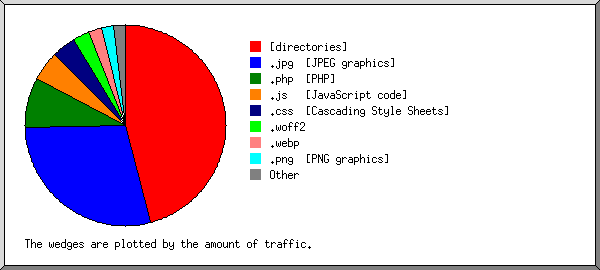 [directories]
.jpg [JPEG graphics]
.php [PHP]
.js [JavaScript code]
.css [Cascading Style Sheets]
.woff2
.webp
.png [PNG graphics]
Other
The wedges are plotted by the amount of traffic.